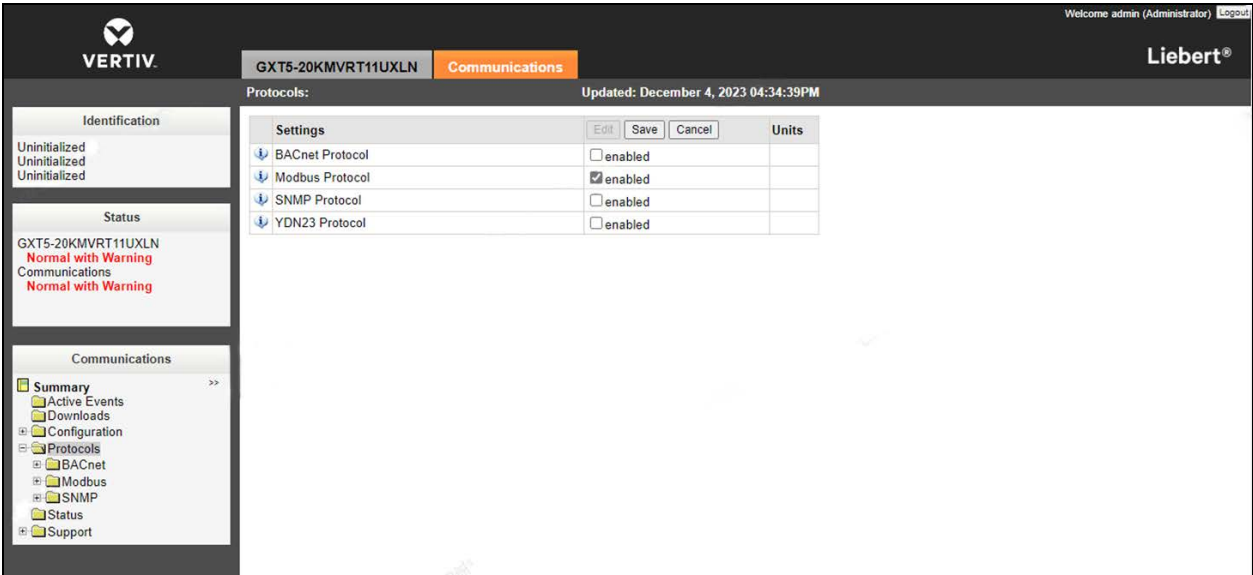 Welcome admin (Administrator) Logout
VERTIV.
GXT5-20KMVRT11UXLN Communications
Liebert®
Protocols: Updated: December 4, 2023 04:34:39PM
Identification
Uninitialized
Uninitialized
Uninitialized
Status
GXT5-20KMVRT11UXLN
Normal with Warning
Communications
Normal with Warning
Communications
Summary >>
Active Events
Downloads
Configuration
Protocols
BACnet
Modbus
SNMP
Status
Support
Settings Edit Save Cancel Units
BACnet Protocol enabled
Modbus Protocol enabled
SNMP Protocol enabled
YDN23 Protocol enabled